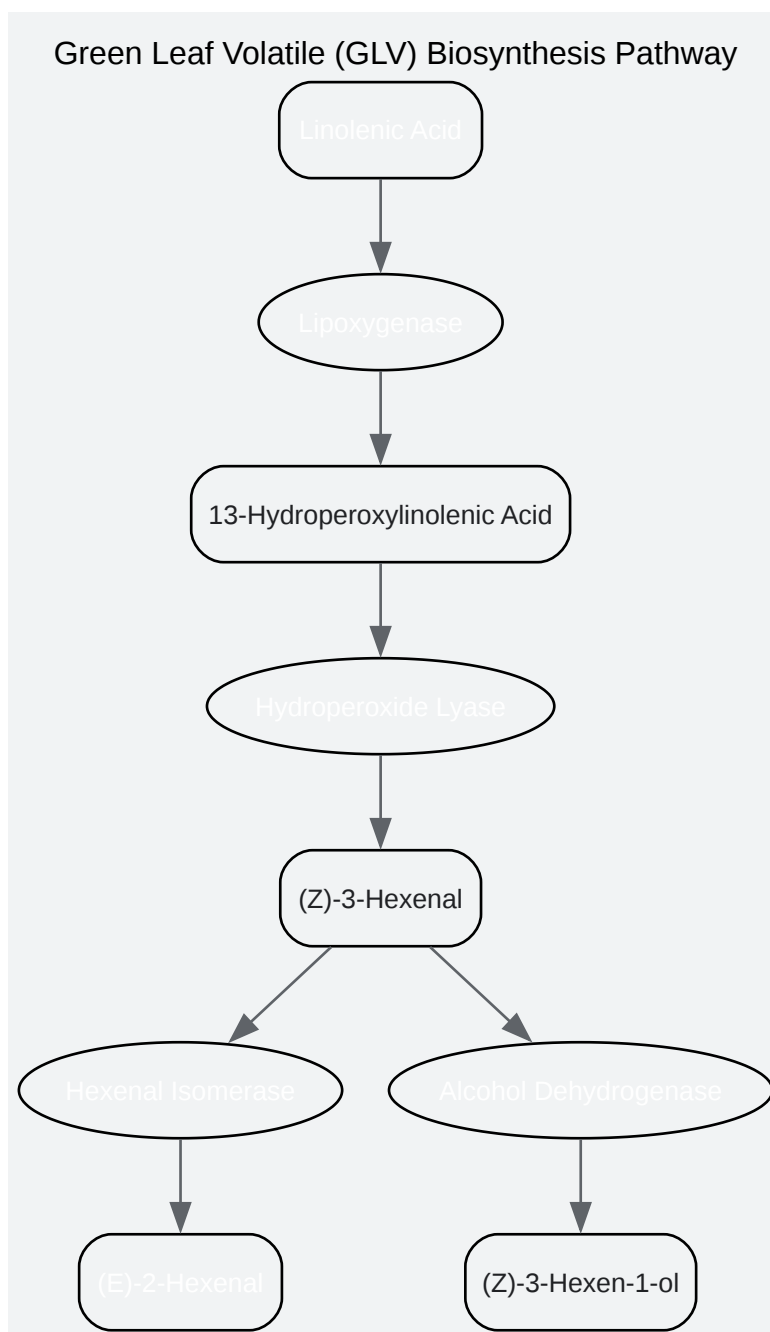 Green Leaf Volatile (GLV) Biosynthesis Pathway
Linolenic Acid
Lipoxygenase
13-Hydroperoxylinolenic Acid
Hydroperoxide Lyase
(Z)-3-Hexenal
Hexenal Isomerase
Alcohol Dehydrogenase
(E)-2-Hexenal
(Z)-3-Hexen-1-ol